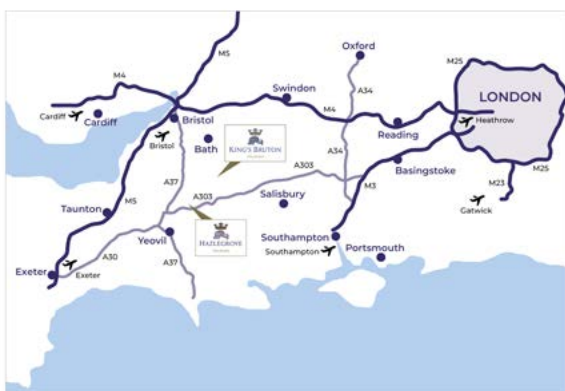 Oxford
M25
M5
A34
Swindon
M4
LONDON
Cardiff
Cardiff
Bristol
M4
Heathrow
Reading
Bristol
Bath
KING'S BRUTON
A34
M25
Basingstoke
A303
M3
M23
A37
A303
Salisbury
Gatwick
Taunton
M5
HAZLEGROVE
Yeovil
Southampton
Southampton
Portsmouth
Exeter
Exeter
A30
A37